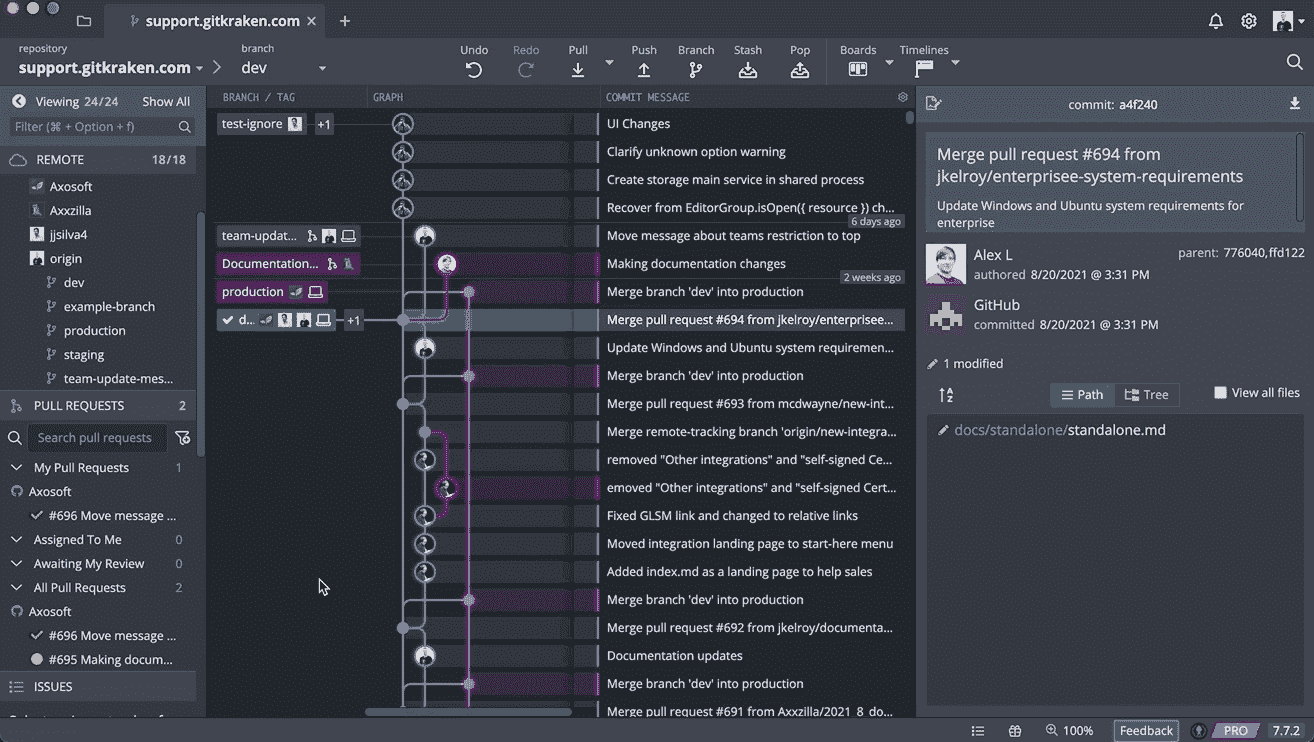 support.gitkraken.com
repository
support.gitkraken.com
branch
dev
Undo
Redo
Pull
Push
Branch
Stash
Pop
Boards
Timelines
Viewing 24/24 Show All
Filter (⌘ + Option + f)
REMOTE 18/18
Axosoft
Axxzilla
jjsilva4
origin
dev
example-branch
production
staging
team-update-mes...
PULL REQUESTS 2
Search pull requests
My Pull Requests 1
Axosoft
#696 Move message ...
Assigned To Me 0
Awaiting My Review 0
All Pull Requests 2
Axosoft
#696 Move message ...
#695 Making docum...
ISSUES
BRANCH / TAG GRAPH COMMIT MESSAGE
test-ignore +1 UI Changes
Clarify unknown option warning
Create storage main service in shared process
Recover from EditorGroup.isOpen({ resource }) ch...
6 days ago
team-updat... Move message about teams restriction to top
Documentation... Making documentation changes
2 weeks ago
production Merge branch 'dev' into production
d... +1 Merge pull request #694 from jkelroy/enterprisee...
Update Windows and Ubuntu system requiremen...
Merge branch 'dev' into production
Merge pull request #693 from mcdwayne/new-int...
Merge remote-tracking branch 'origin/new-integra...
removed "Other integrations" and "self-signed Ce...
emoved "Other integrations" and "self-signed Cert...
Fixed GLSM link and changed to relative links
Moved integration landing page to start-here menu
Added index.md as a landing page to help sales
Merge branch 'dev' into production
Merge pull request #692 from jkelroy/documenta...
Documentation updates
Merge branch 'dev' into production
Merge pull request #691 from Axxzilla/2021_8_do...
commit: a4f240
Merge pull request #694 from
jkelroy/enterprisee-system-requirements
Update Windows and Ubuntu system requirements for
enterprise
Alex L
authored 8/20/2021 @ 3:31 PM
parent: 776040,ffd122
GitHub
committed 8/20/2021 @ 3:31 PM
1 modified
Path Tree View all files
docs/standalone/standalone.md
100% Feedback PRO 7.7.2